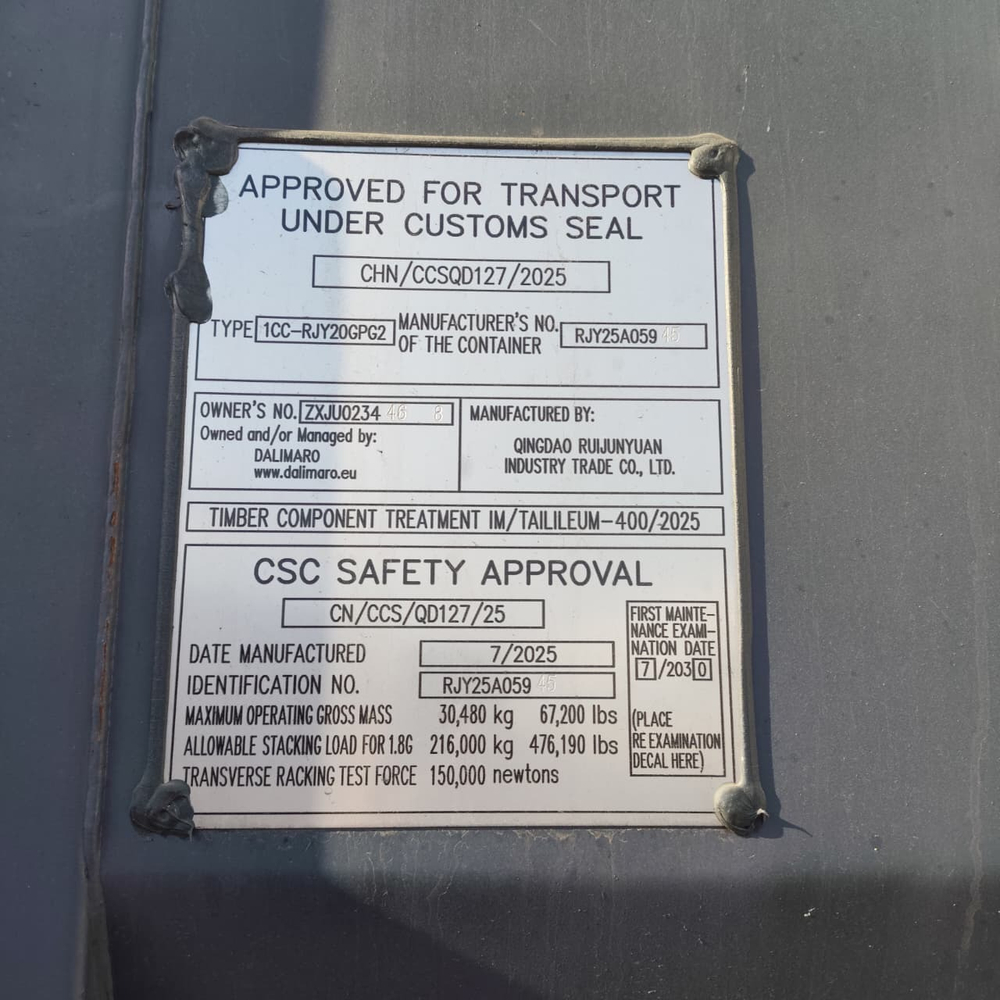 APPROVED FOR TRANSPORT
UNDER CUSTOMS SEAL
CHN/CCSQD127/2025
TYPE 1CC-RJY20GPG2 MANUFACTURER'S NO. OF THE CONTAINER RJY25A059 45
OWNER'S NO. ZXJU0234 46 8
Owned and/or Managed by:
DALIMARO
www.dalimaro.eu
MANUFACTURED BY:
QINGDAO RUIJUNYUAN
INDUSTRY TRADE CO., LTD.
TIMBER COMPONENT TREATMENT IM/TAILILEUM-400/2025
CSC SAFETY APPROVAL
CN/CCS/QD127/25
DATE MANUFACTURED 7/2025
IDENTIFICATION NO. RJY25A059 45
MAXIMUM OPERATING GROSS MASS 30,480 kg 67,200 lbs
ALLOWABLE STACKING LOAD FOR 1.8G 216,000 kg 476,190 lbs
TRANSVERSE RACKING TEST FORCE 150,000 newtons
FIRST MAINTE-
NANCE EXAMI-
NATION DATE
7/2030
(PLACE
RE EXAMINATION
DECAL HERE)